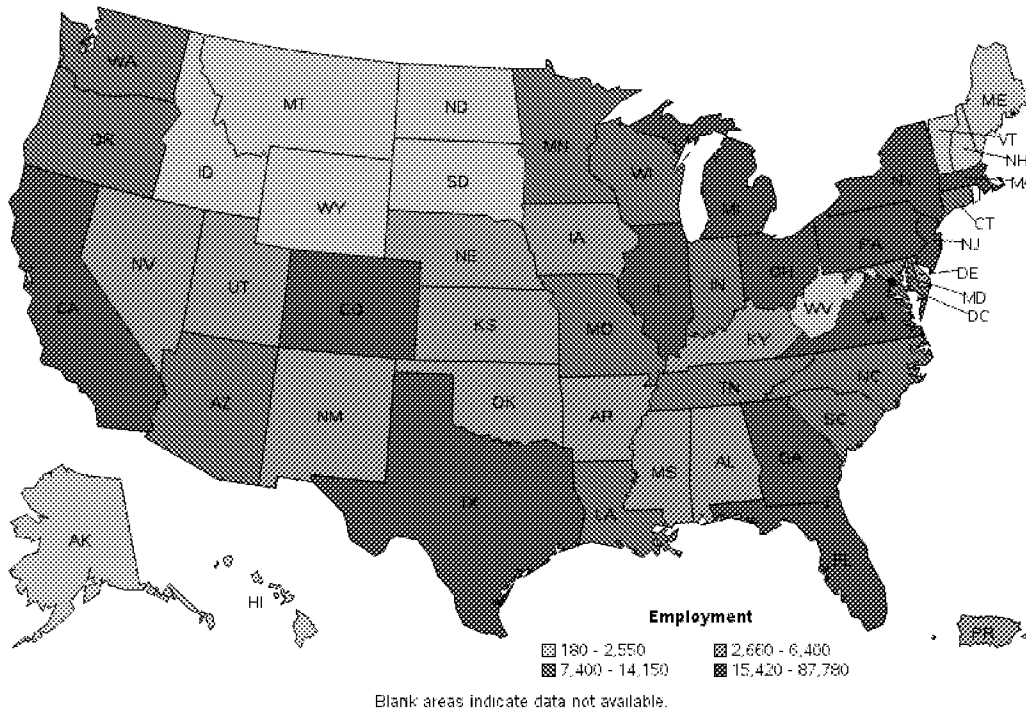 WA
MT
ND
ME
MN
VT
OR
NH
ID
SD
WI
WY
MI
CT
IA
PA
NJ
NE
NV
OH
IN
DE
UT
IL
MD
CA
CO
WV
DC
KS
MO
VA
KY
NC
TN
AZ
OK
NM
AR
SC
MS
AL
GA
TX
LA
AK
FL
HI
Employment
PR
180 - 2,550
2,660 - 6,400
7,400 - 14,150
15,420 - 87,780
Blank areas indicate data not available.